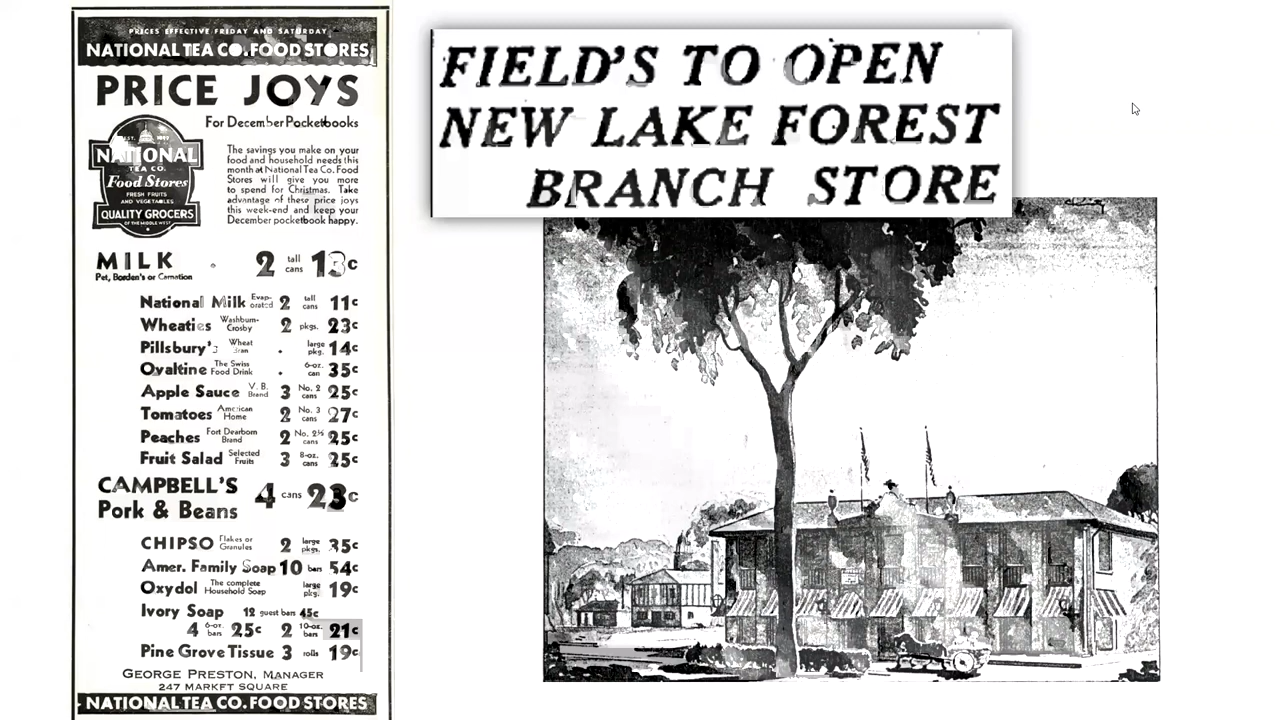 PRICES EFFECTIVE FRIDAY AND SATURDAY
NATIONAL TEA CO. FOOD STORES
PRICE JOYS
For December Pocketbooks
EST. 1899
NATIONAL
TEA CO.
Food Stores
FRESH FRUITS
AND VEGETABLES
QUALITY GROCERS
OF THE MIDDLE WEST
The savings you make on your
food and household needs this
month at National Tea Co. Food
Stores will give you more
to spend for Christmas. Take
advantage of these price joys
this week-end and keep your
December pocketbook happy.
MILK 2 tall cans 13c
Pet, Borden's or Carnation
National Milk Evap-orated 2 tall cans 11c
Wheaties Washburn-Crosby 2 pkgs. 23c
Pillsbury's Wheat Bran large pkg. 14c
Ovaltine The Swiss Food Drink 6-oz. can 35c
Apple Sauce V. B. Brand 3 No. 2 cans 25c
Tomatoes American Home 2 No. 3 cans 27c
Peaches Fort Dearborn Brand 2 No. 2½ cans 25c
Fruit Salad Selected Fruits 3 8-oz. cans 25c
CAMPBELL'S
Pork & Beans 4 cans 23c
CHIPSO Flakes or Granules 2 large pkgs. 35c
Amer. Family Soap 10 bars 54c
Oxydol The complete Household Soap large pkg. 19c
Ivory Soap 12 guest bars 45c
4 6-oz. bars 25c 2 10-oz. bars 21c
Pine Grove Tissue 3 rolls 19c
GEORGE PRESTON, MANAGER
247 MARKET SQUARE
NATIONAL TEA CO. FOOD STORES
FIELD'S TO OPEN
NEW LAKE FOREST
BRANCH STORE